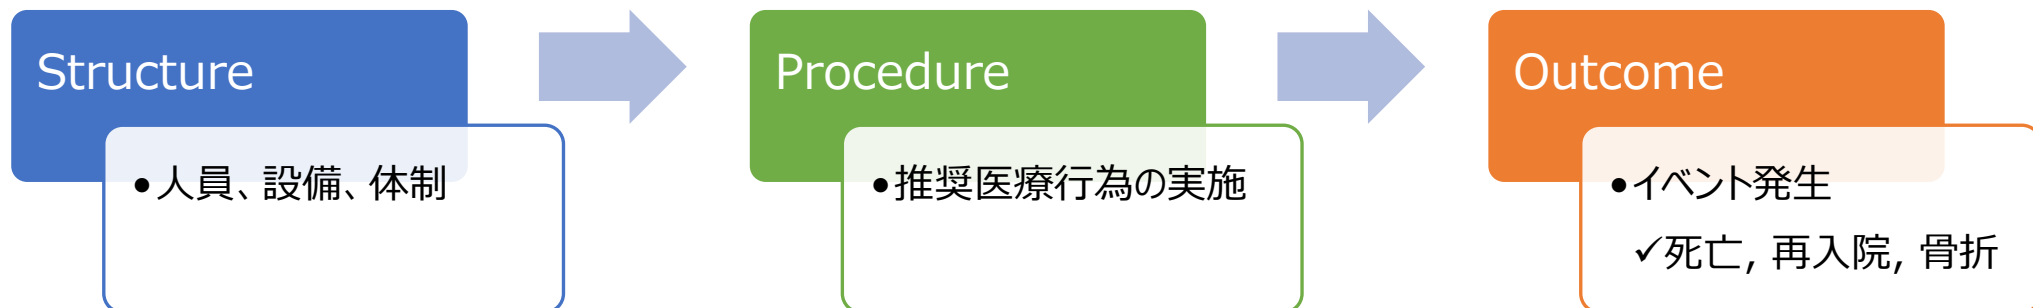 Structure
•人員、設備、体制
Procedure
•推奨医療行為の実施
Outcome
•イベント発生
✓死亡, 再入院, 骨折